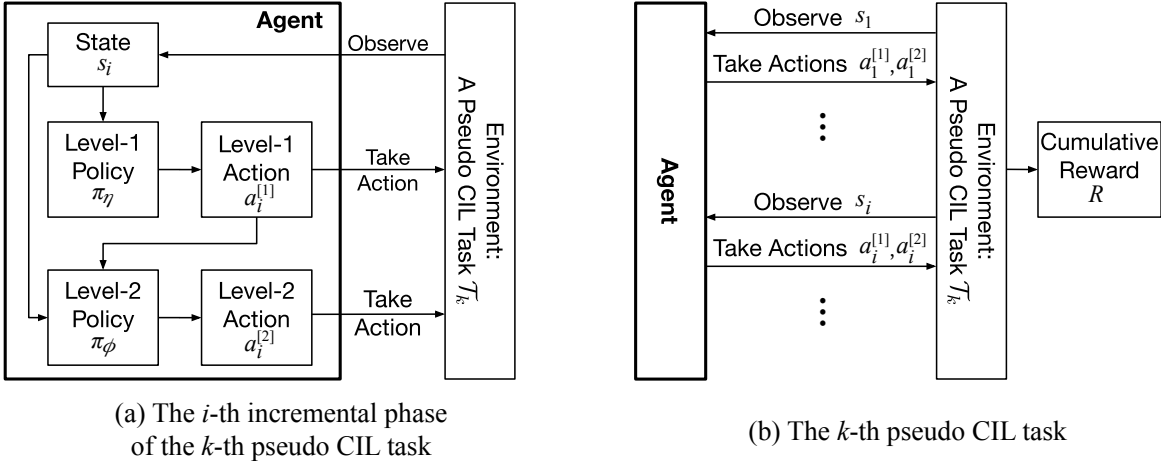 Agent
State
s_i
Observe
Level-1
Policy
π_η
Level-1
Action
a_i^{[1]}
Take
Action
Level-2
Policy
π_ϕ
Level-2
Action
a_i^{[2]}
Take
Action
Environment:
A Pseudo CIL Task 𝒯_k
(a) The i-th incremental phase
of the k-th pseudo CIL task
Agent
Observe s_1
Take Actions a_1^{[1]},a_1^{[2]}
⋮
Observe s_i
Take Actions a_i^{[1]},a_i^{[2]}
⋮
Environment:
A Pseudo CIL Task 𝒯_k
Cumulative
Reward
R
(b) The k-th pseudo CIL task